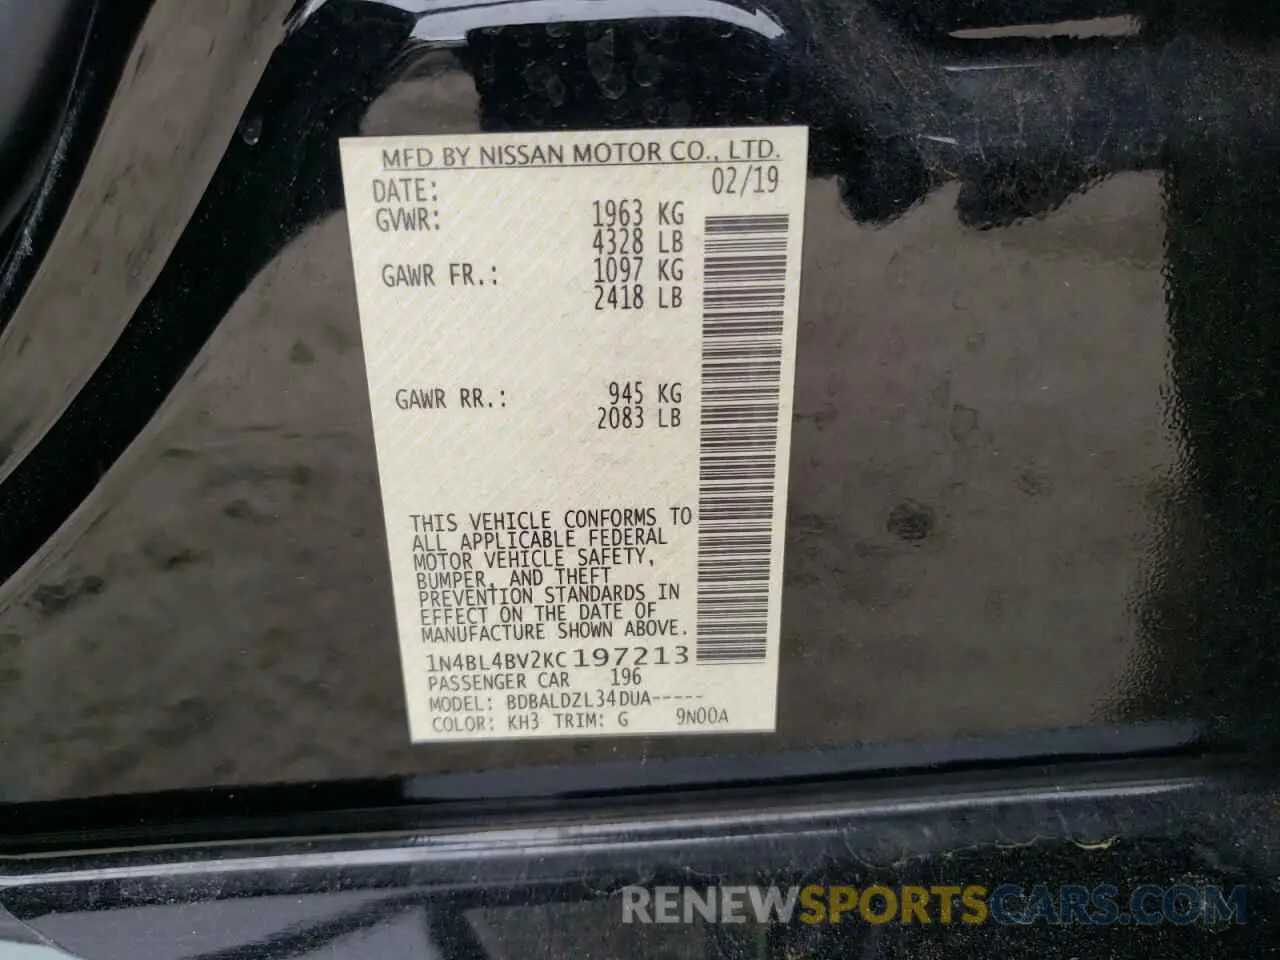 MFD BY NISSAN MOTOR CO., LTD.
DATE: 02/19
GVWR: 1963 KG
4328 LB
GAWR FR.: 1097 KG
2418 LB
GAWR RR.: 945 KG
2083 LB
THIS VEHICLE CONFORMS TO
ALL APPLICABLE FEDERAL
MOTOR VEHICLE SAFETY,
BUMPER, AND THEFT
PREVENTION STANDARDS IN
EFFECT ON THE DATE OF
MANUFACTURE SHOWN ABOVE.
1N4BL4BV2KC197213
PASSENGER CAR 196
MODEL: BDBALDZL34DUA-----
COLOR: KH3 TRIM: G 9N00A
RENEWSPORTSCARS.COM